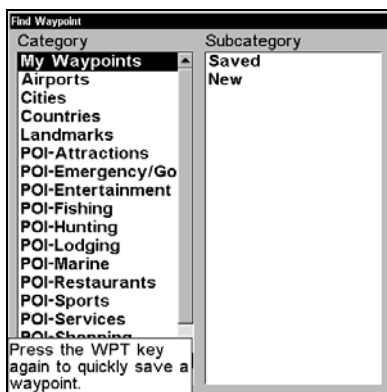 Find Waypoint
Category
Subcategory
My Waypoints
Airports
Cities
Countries
Landmarks
POI-Attractions
POI-Emergency/Go
POI-Entertainment
POI-Fishing
POI-Hunting
POI-Lodging
POI-Marine
POI-Restaurants
POI-Sports
POI-Services
POI-Shopping
Saved
New
Press the WPT key
again to quickly save a
waypoint.